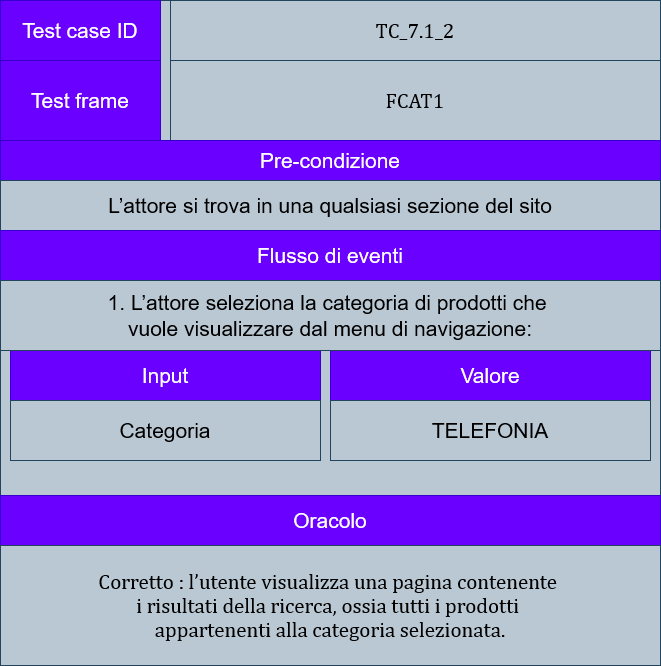 Test case ID
TC_7.1_2
Test frame
FCAT1
Pre-condizione
L'attore si trova in una qualsiasi sezione del sito
Flusso di eventi
1. L'attore seleziona la categoria di prodotti che
vuole visualizzare dal menu di navigazione:
Input
Valore
Categoria
TELEFONIA
Oracolo
Corretto : l'utente visualizza una pagina contenente
i risultati della ricerca, ossia tutti i prodotti
appartenenti alla categoria selezionata.